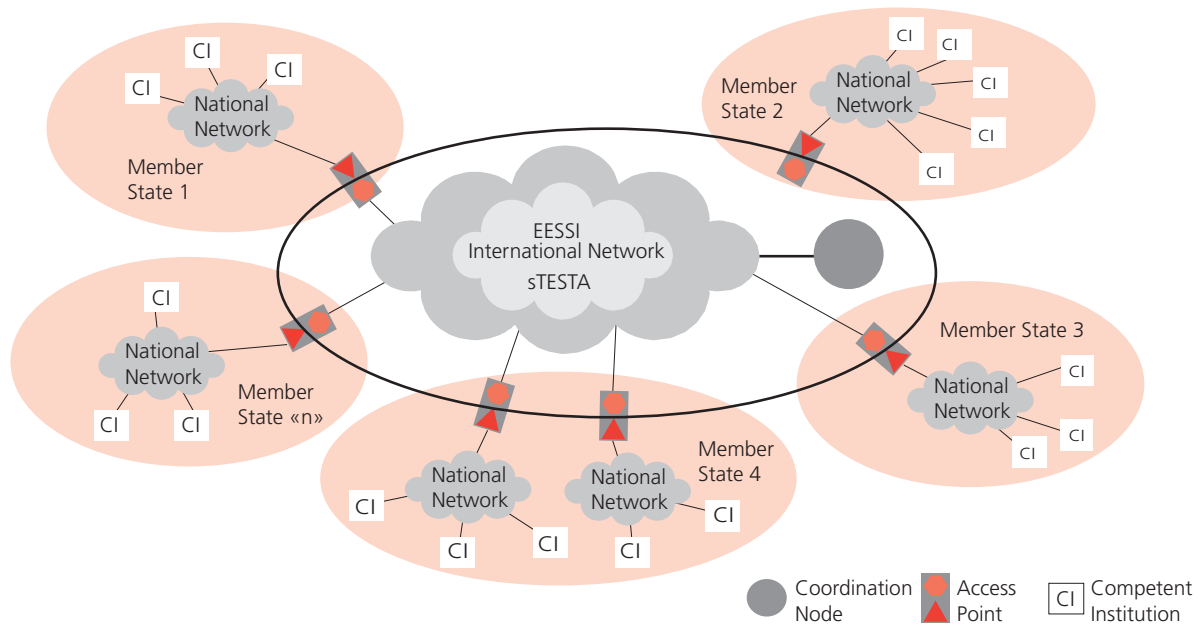 CI
CI
CI
National
Network
Member
State 1
CI
CI
CI
CI
CI
National
Network
Member
State 2
EESSI
International Network
sTESTA
CI
National
Network
CI
CI
Member
State «n»
Member State 3
National
Network
CI
CI
CI
National
Network
CI
CI
CI
National
Network
CI
CI
Member
State 4
Coordination
Node
Access
Point
CI
Competent
Institution